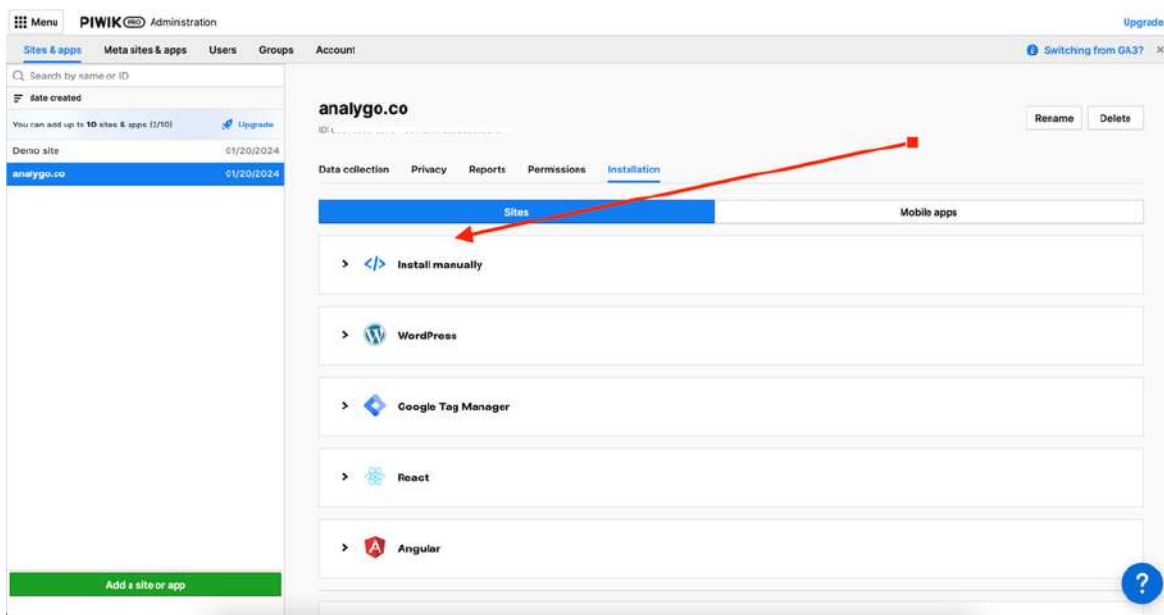 Menu PIWIK PRO Administration Upgrade
Sites & apps Meta sites & apps Users Groups Account Switching from GA3?
Search by name or ID
date created
You can add up to 10 sites & apps (2/10) Upgrade
Demo site 01/20/2024
analygo.co 01/20/2024
Add a site or app
analygo.co
Rename Delete
ID:
Data collection Privacy Reports Permissions Installation
Sites Mobile apps
Install manually
WordPress
Google Tag Manager
React
Angular
?